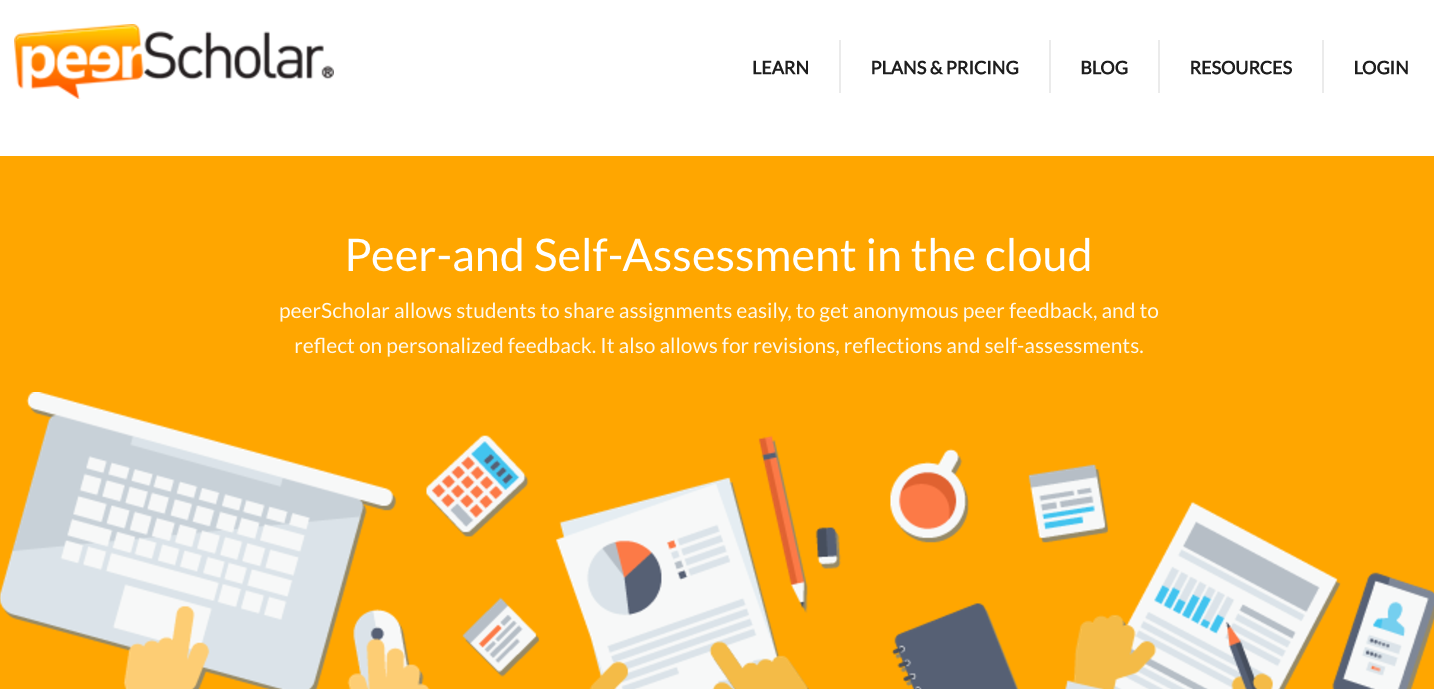 peerScholar®
LEARN
PLANS & PRICING
BLOG
RESOURCES
LOGIN
Peer-and Self-Assessment in the cloud
peerScholar allows students to share assignments easily, to get anonymous peer feedback, and to
reflect on personalized feedback. It also allows for revisions, reflections and self-assessments.